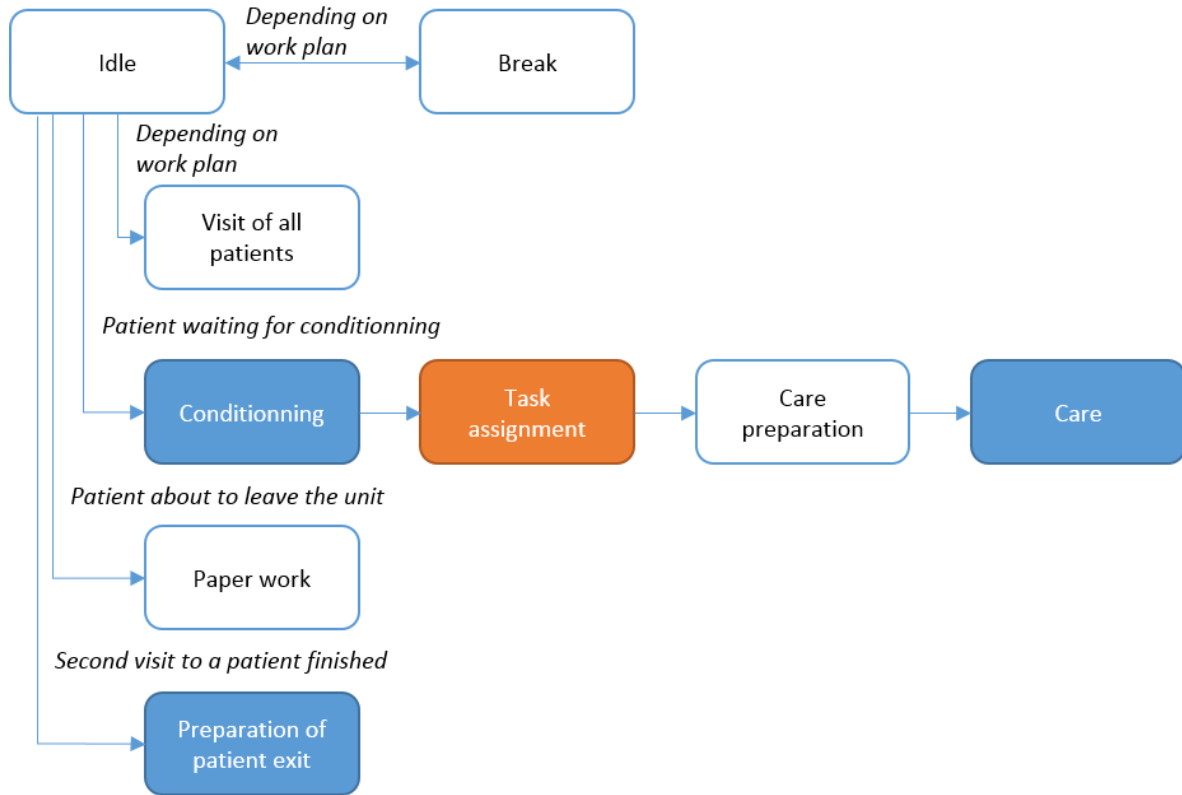 Idle
Depending on
work plan
Break
Depending on
work plan
Visit of all
patients
Patient waiting for conditionning
Conditionning
Task
assignment
Care
preparation
Care
Patient about to leave the unit
Paper work
Second visit to a patient finished
Preparation of
patient exit